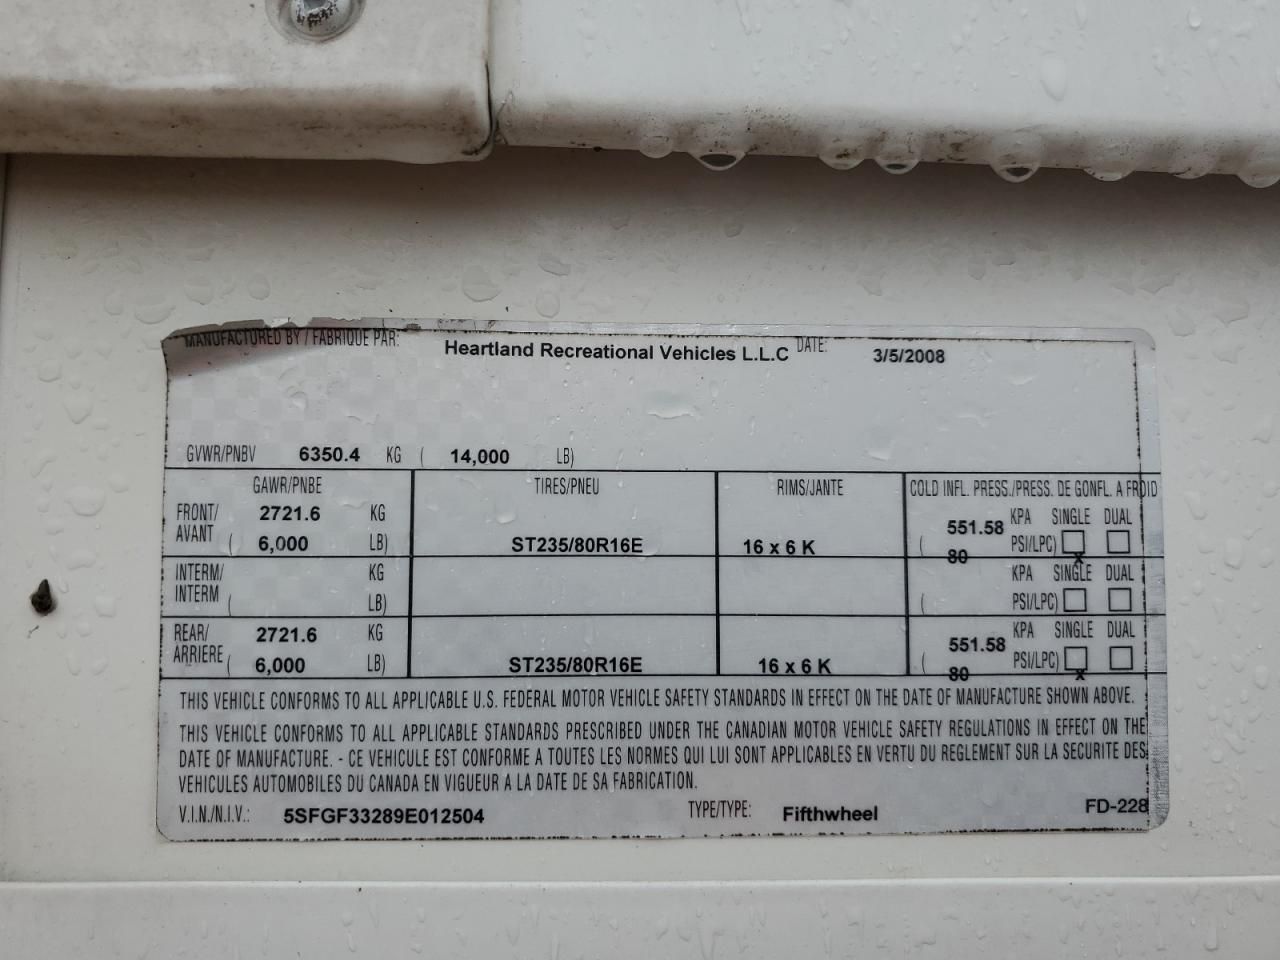 MANUFACTURED BY / FABRIQUE PAR: Heartland Recreational Vehicles L.L.C DATE: 3/5/2008
GVWR/PNBV 6350.4 KG ( 14,000 LB)
GAWR/PNBE TIRES/PNEU RIMS/JANTE COLD INFL. PRESS./PRESS. DE GONFL. A FROID
FRONT/ 2721.6 KG 551.58 KPA SINGLE DUAL
AVANT ( 6,000 LB) ST235/80R16E 16 x 6 K ( 80 PSI/LPC) x
INTERM/ KG KPA SINGLE DUAL
INTERM ( LB) ( PSI/LPC)
REAR/ 2721.6 KG 551.58 KPA SINGLE DUAL
ARRIERE ( 6,000 LB) ST235/80R16E 16 x 6 K ( 80 PSI/LPC) x
THIS VEHICLE CONFORMS TO ALL APPLICABLE U.S. FEDERAL MOTOR VEHICLE SAFETY STANDARDS IN EFFECT ON THE DATE OF MANUFACTURE SHOWN ABOVE.
THIS VEHICLE CONFORMS TO ALL APPLICABLE STANDARDS PRESCRIBED UNDER THE CANADIAN MOTOR VEHICLE SAFETY REGULATIONS IN EFFECT ON THE
DATE OF MANUFACTURE. - CE VEHICULE EST CONFORME A TOUTES LES NORMES QUI LUI SONT APPLICABLES EN VERTU DU REGLEMENT SUR LA SECURITE DES
VEHICULES AUTOMOBILES DU CANADA EN VIGUEUR A LA DATE DE SA FABRICATION.
V.I.N./N.I.V.: 5SFGF33289E012504 TYPE/TYPE: Fifthwheel FD-228